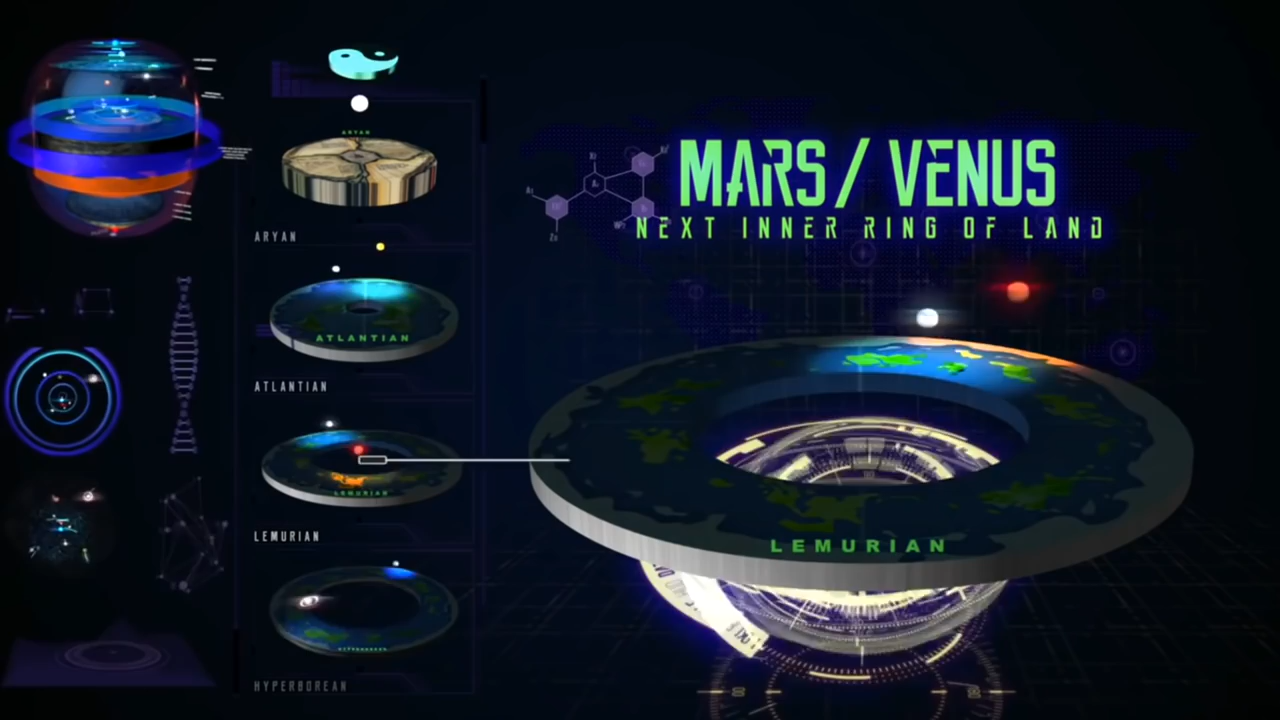 MARS / VENUS
NEXT INNER RING OF LAND
ARYAN
ARYAN
ATLANTIAN
ATLANTIAN
LEMURIAN
LEMURIAN
HYPERBOREAN
LEMURIAN